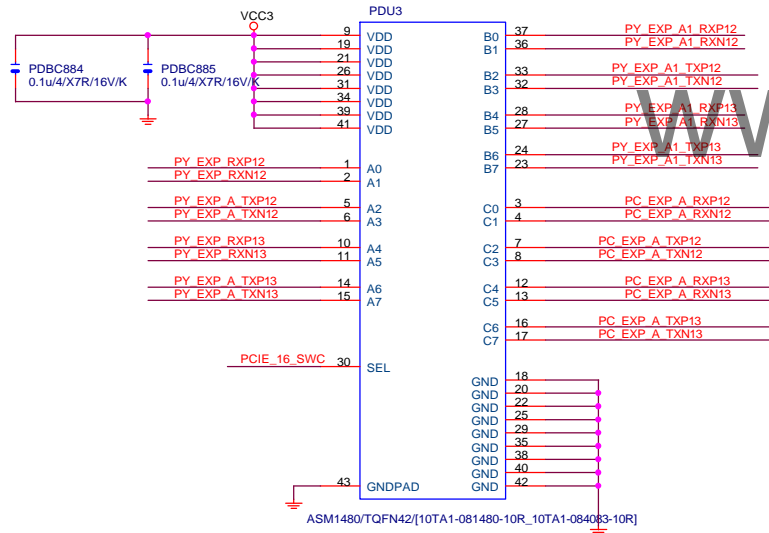 PDU3
VCC3
9 VDD
19 VDD
21 VDD
26 VDD
31 VDD
34 VDD
39 VDD
41 VDD
PDBC884
0.1u/4/X7R/16V/K
PDBC885
0.1u/4/X7R/16V/K
PY_EXP_RXP12 1 A0
PY_EXP_RXN12 2 A1
PY_EXP_A_TXP12 5 A2
PY_EXP_A_TXN12 6 A3
PY_EXP_RXP13 10 A4
PY_EXP_RXN13 11 A5
PY_EXP_A_TXP13 14 A6
PY_EXP_A_TXN13 15 A7
PCIE_16_SWC 30 SEL
43 GNDPAD
B0 37 PY_EXP_A1_RXP12
B1 36 PY_EXP_A1_RXN12
B2 33 PY_EXP_A1_TXP12
B3 32 PY_EXP_A1_TXN12
B4 28 PY_EXP_A1_RXP13
B5 27 PY_EXP_A1_RXN13
B6 24 PY_EXP_A1_TXP13
B7 23 PY_EXP_A1_TXN13
C0 3 PC_EXP_A_RXP12
C1 4 PC_EXP_A_RXN12
C2 7 PC_EXP_A_TXP12
C3 8 PC_EXP_A_TXN12
C4 12 PC_EXP_A_RXP13
C5 13 PC_EXP_A_RXN13
C6 16 PC_EXP_A_TXP13
C7 17 PC_EXP_A_TXN13
GND 18
GND 20
GND 22
GND 25
GND 29
GND 35
GND 38
GND 40
GND 42
ASM1480/TQFN42/[10TA1-081480-10R_10TA1-084083-10R]